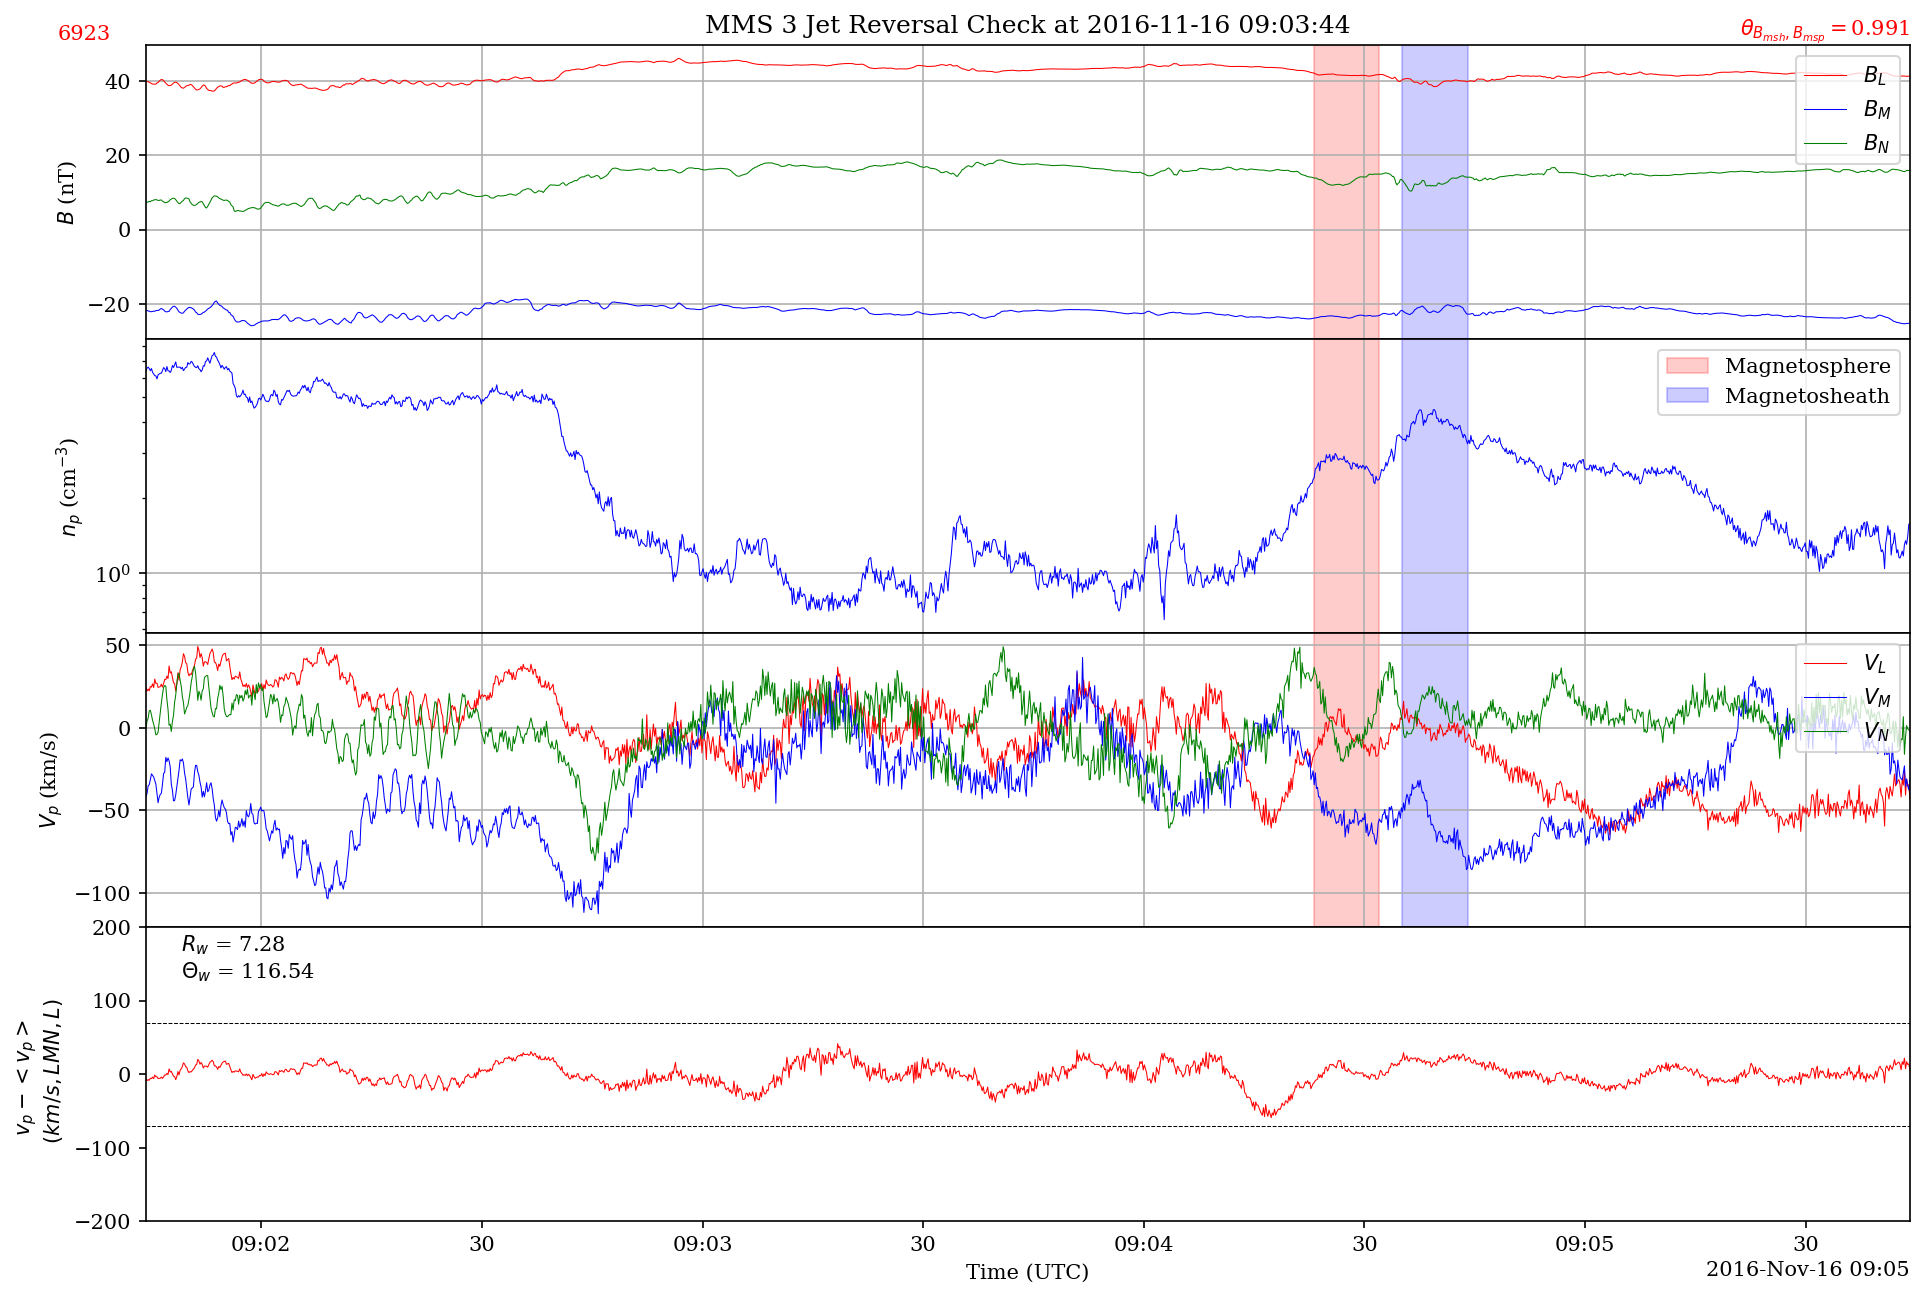 MMS 3 Jet Reversal Check at 2016-11-16 09:03:44
6923
θ_{B_{msh}, B_{msp}} = 0.991
B (nT)
40
20
0
−20
B_L
B_M
B_N
n_p (cm^{−3})
10^0
Magnetosphere
Magnetosheath
V_p (km/s)
50
0
−50
−100
V_L
V_M
V_N
v_p − < v_p >
(km/s, LMN, L)
200
100
0
−100
−200
R_w = 7.28
Θ_w = 116.54
09:02 30 09:03 30 09:04 30 09:05 30
Time (UTC)
2016-Nov-16 09:05